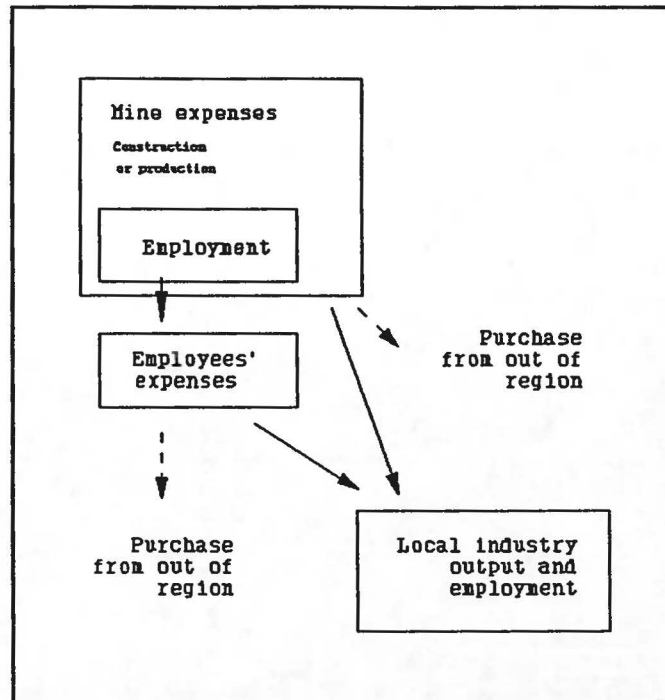 Mine expenses
Construction
or production
Employment
Employees'
expenses
Purchase
from out of
region
Purchase
from out of
region
Local industry
output and
employment